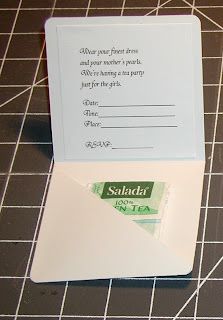 Wear your finest dress
and your mother's pearls.
We're having a tea party
just for the girls.
Date:
Time:
Place:
RSVP:
Salada
100%
EN TEA